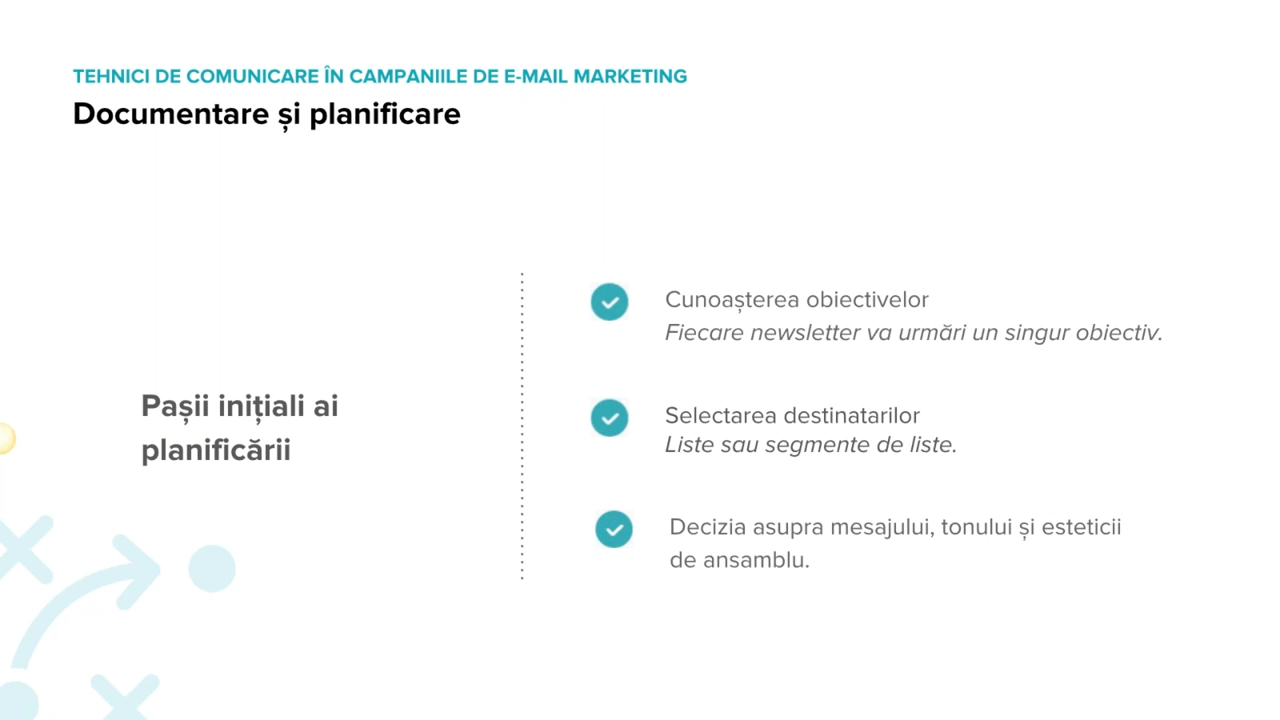 TEHNICI DE COMUNICARE ÎN CAMPANIILE DE E-MAIL MARKETING
Documentare și planificare
Pașii inițiali ai
planificării
Cunoașterea obiectivelor
Fiecare newsletter va urmări un singur obiectiv.
Selectarea destinatarilor
Liste sau segmente de liste.
Decizia asupra mesajului, tonului și esteticii
de ansamblu.